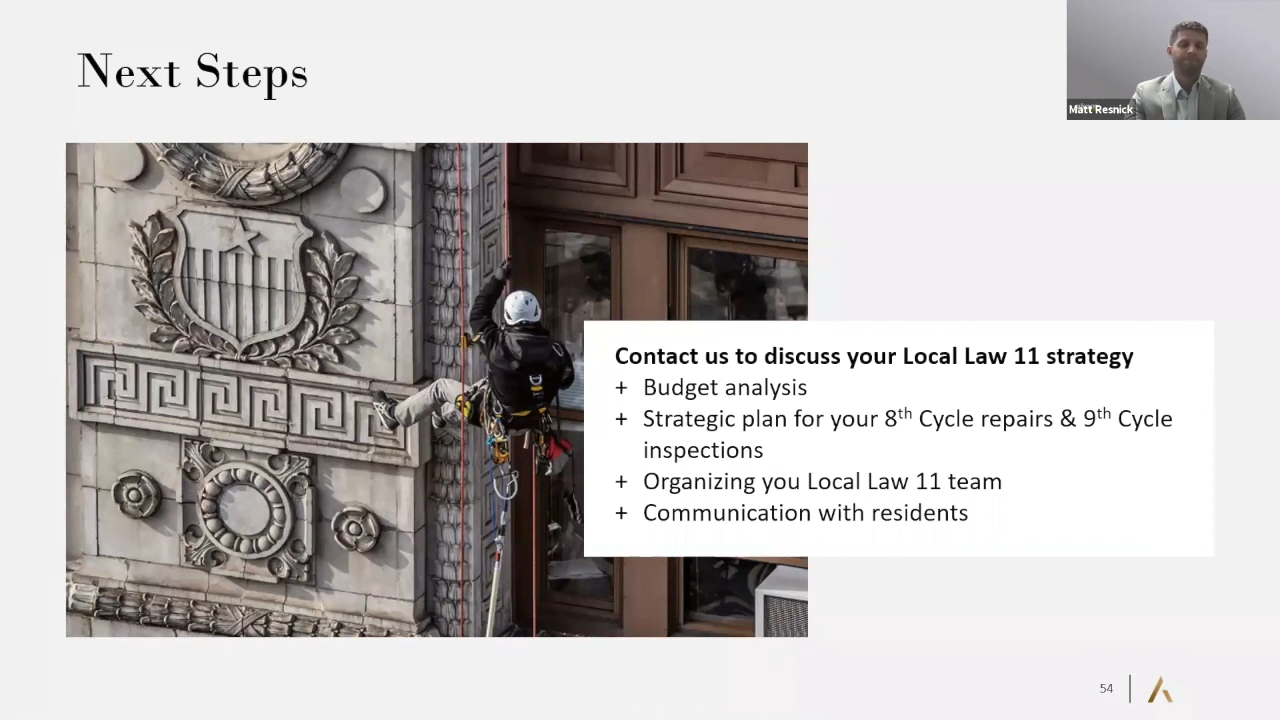 Next Steps
Matt Resnick
Contact us to discuss your Local Law 11 strategy
+ Budget analysis
+ Strategic plan for your 8th Cycle repairs & 9th Cycle
inspections
+ Organizing you Local Law 11 team
+ Communication with residents
54